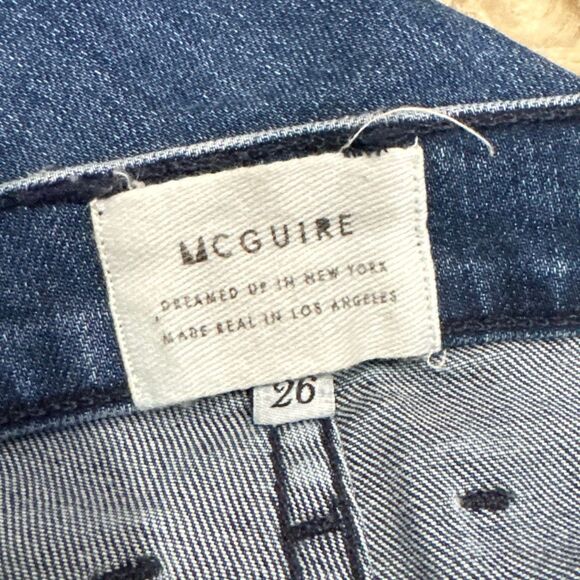 MCGUIRE
DREAMED UP IN NEW YORK
MADE REAL IN LOS ANGELES
26